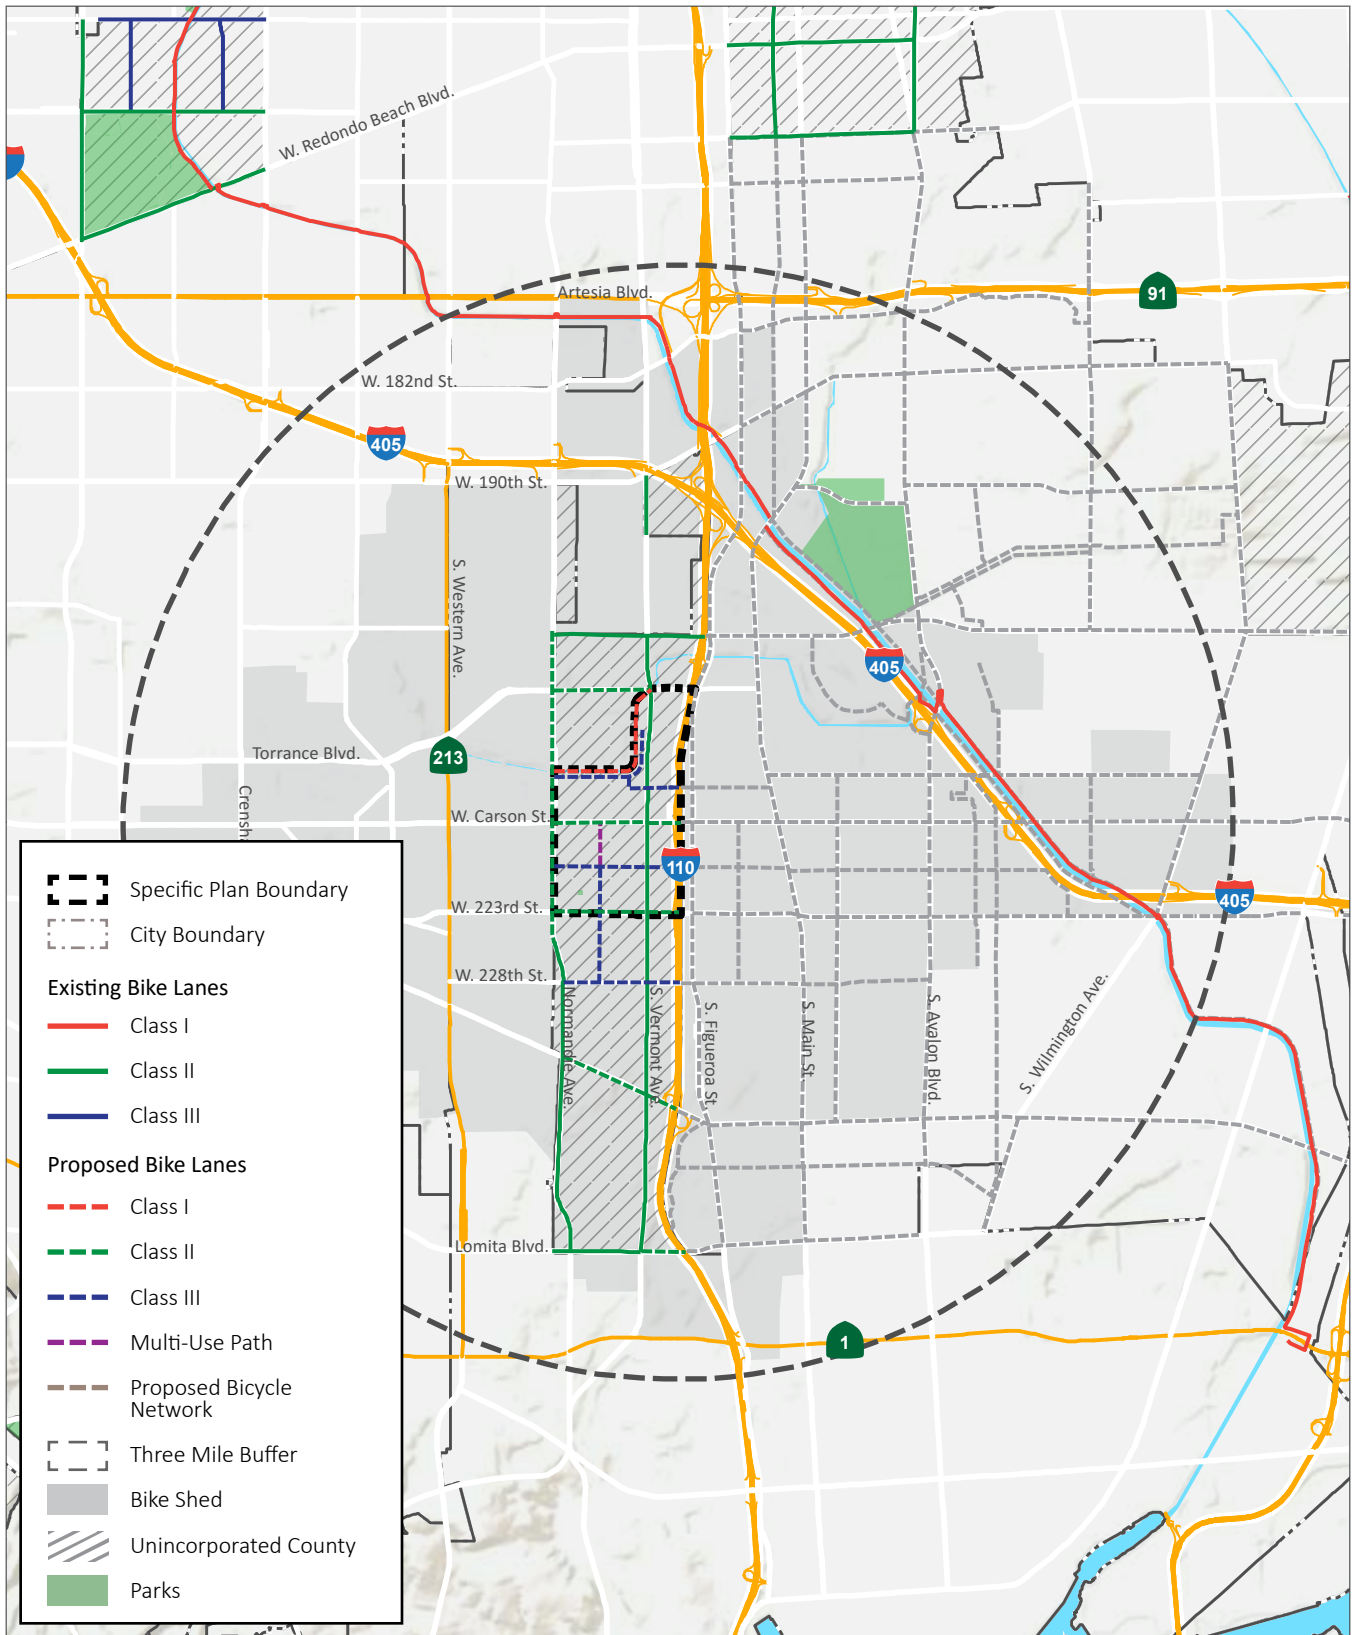 W. Redondo Beach Blvd.
Artesia Blvd.
91
W. 182nd St.
405
W. 190th St.
S. Western Ave.
405
Torrance Blvd.
213
Crensha
W. Carson St.
110
405
W. 223rd St.
W. 228th St.
Normandie Ave.
S. Vermont Ave.
S. Figueroa St.
S. Main St.
S. Avalon Blvd.
S. Wilmington Ave.
Lomita Blvd.
1
Specific Plan Boundary
City Boundary
Existing Bike Lanes
Class I
Class II
Class III
Proposed Bike Lanes
Class I
Class II
Class III
Multi-Use Path
Proposed Bicycle
Network
Three Mile Buffer
Bike Shed
Unincorporated County
Parks